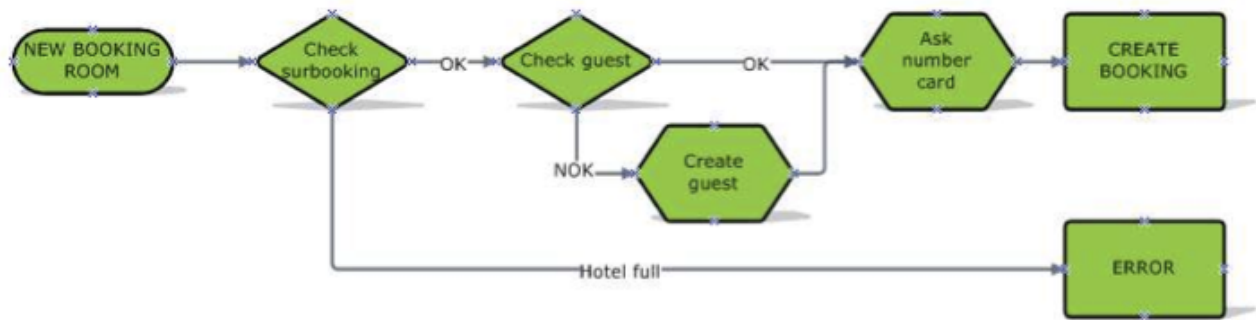 NEW BOOKING
ROOM
Check
surbooking
OK
Check guest
OK
Ask
number
card
CREATE
BOOKING
NOK
Create
guest
Hotel full
ERROR